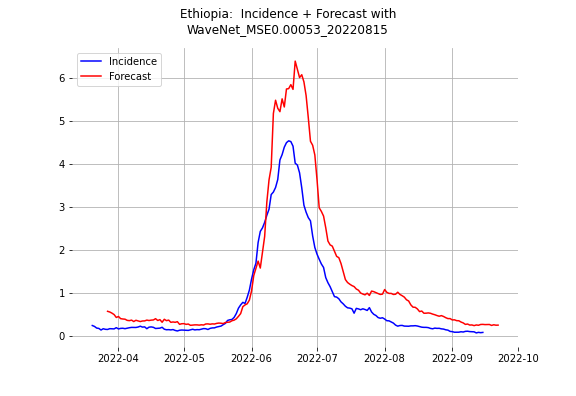 Ethiopia:  Incidence + Forecast with
WaveNet_MSE0.00053_20220815
Incidence
Forecast
6
5
4
3
2
1
0
2022-04 2022-05 2022-06 2022-07 2022-08 2022-09 2022-10